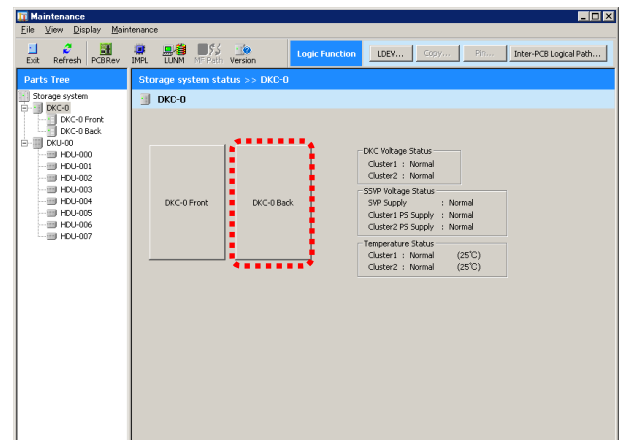 Maintenance
File View Display Maintenance
Exit Refresh PCBRev IMPL LUNM MF Path Version Logic Function LDEV... Copy... Pin... Inter-PCB Logical Path...
Parts Tree
Storage system status >> DKC-0
Storage system
DKC-0
DKC-0 Front
DKC-0 Back
DKU-00
HDU-000
HDU-001
HDU-002
HDU-003
HDU-004
HDU-005
HDU-006
HDU-007
DKC-0
DKC-0 Front
DKC-0 Back
DKC Voltage Status
Cluster1 : Normal
Cluster2 : Normal
SSVP Voltage Status
SVP Supply : Normal
Cluster1 PS Supply : Normal
Cluster2 PS Supply : Normal
Temperature Status
Cluster1 : Normal (25℃)
Cluster2 : Normal (25℃)